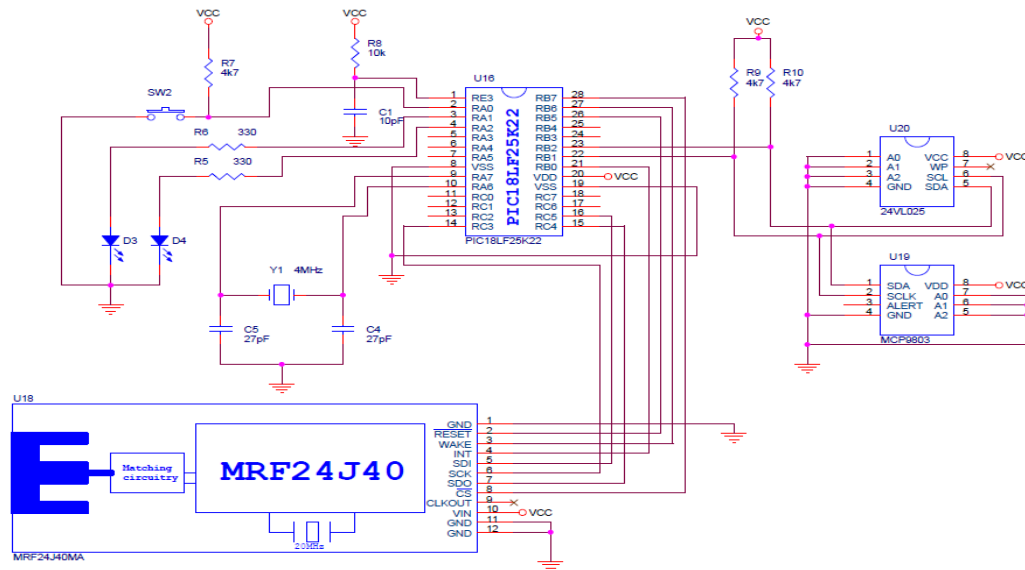 VCC
VCC
VCC
R7
4k7
R8
10k
R9
4k7
R10
4k7
SW2
C1
10pF
R6 330
R5 330
U16
PIC18LF25K22
1 RE3 RB7 28
2 RA0 RB6 27
3 RA1 RB5 26
4 RA2 RB4 25
5 RA3 RB3 24
6 RA4 RB2 23
7 RA5 RB1 22
8 VSS RB0 21
9 RA7 VDD 20 VCC
10 RA6 VSS 19
11 RC0 RC7 18
12 RC1 RC6 17
13 RC2 RC5 16
14 RC3 RC4 15
PIC18LF25K22
U20
1 A0 VCC 8 VCC
2 A1 WP 7
3 A2 SCL 6
4 GND SDA 5
24VL025
D3
D4
Y1 4MHz
C5
27pF
C4
27pF
U19
1 SDA VDD 8 VCC
2 SCLK A0 7
3 ALERT A1 6
4 GND A2 5
MCP9803
U18
Matching
circuitry
MRF24J40
20MHz
GND 1
RESET 2
WAKE 3
INT 4
SDI 5
SCK 6
SDO 7
CS 8
CLKOUT 9
VIN 10 VCC
GND 11
GND 12
MRF24J40MA